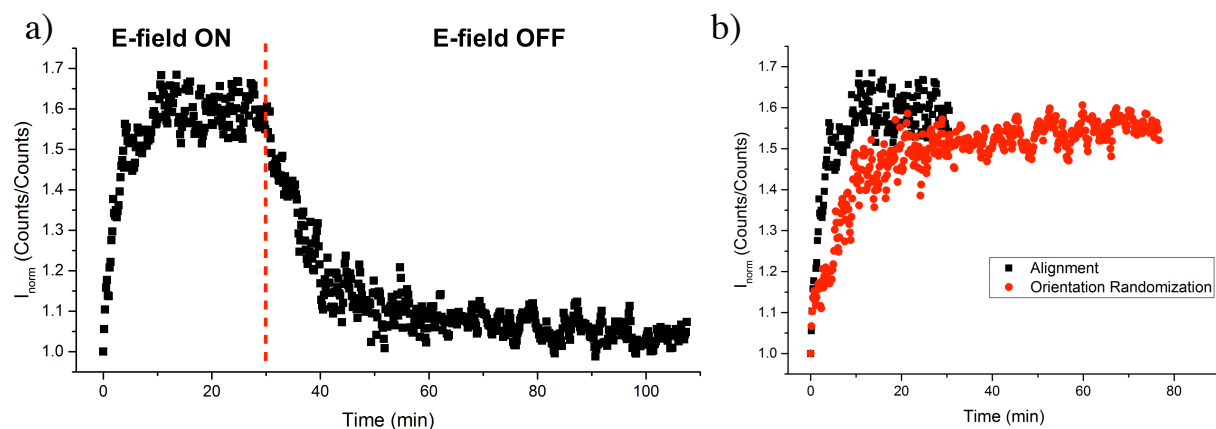 a)
E-field ON
E-field OFF
I_norm (Counts/Counts)
1.7
1.6
1.5
1.4
1.3
1.2
1.1
1.0
0
20
40
60
80
100
Time (min)
b)
I_norm (Counts/Counts)
1.7
1.6
1.5
1.4
1.3
1.2
1.1
1.0
Alignment
Orientation Randomization
0
20
40
60
80
Time (min)